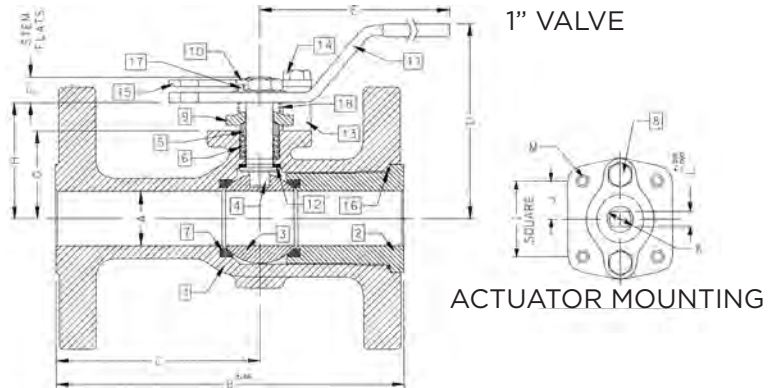 1” VALVE
E
STEM
FLATS
14
10
17
11
15
F
18
9
13
5
6
H
G
D
A
4
12
16
7
3
2
1
C
B
M
8
SQUARE
J
L
K
ACTUATOR MOUNTING